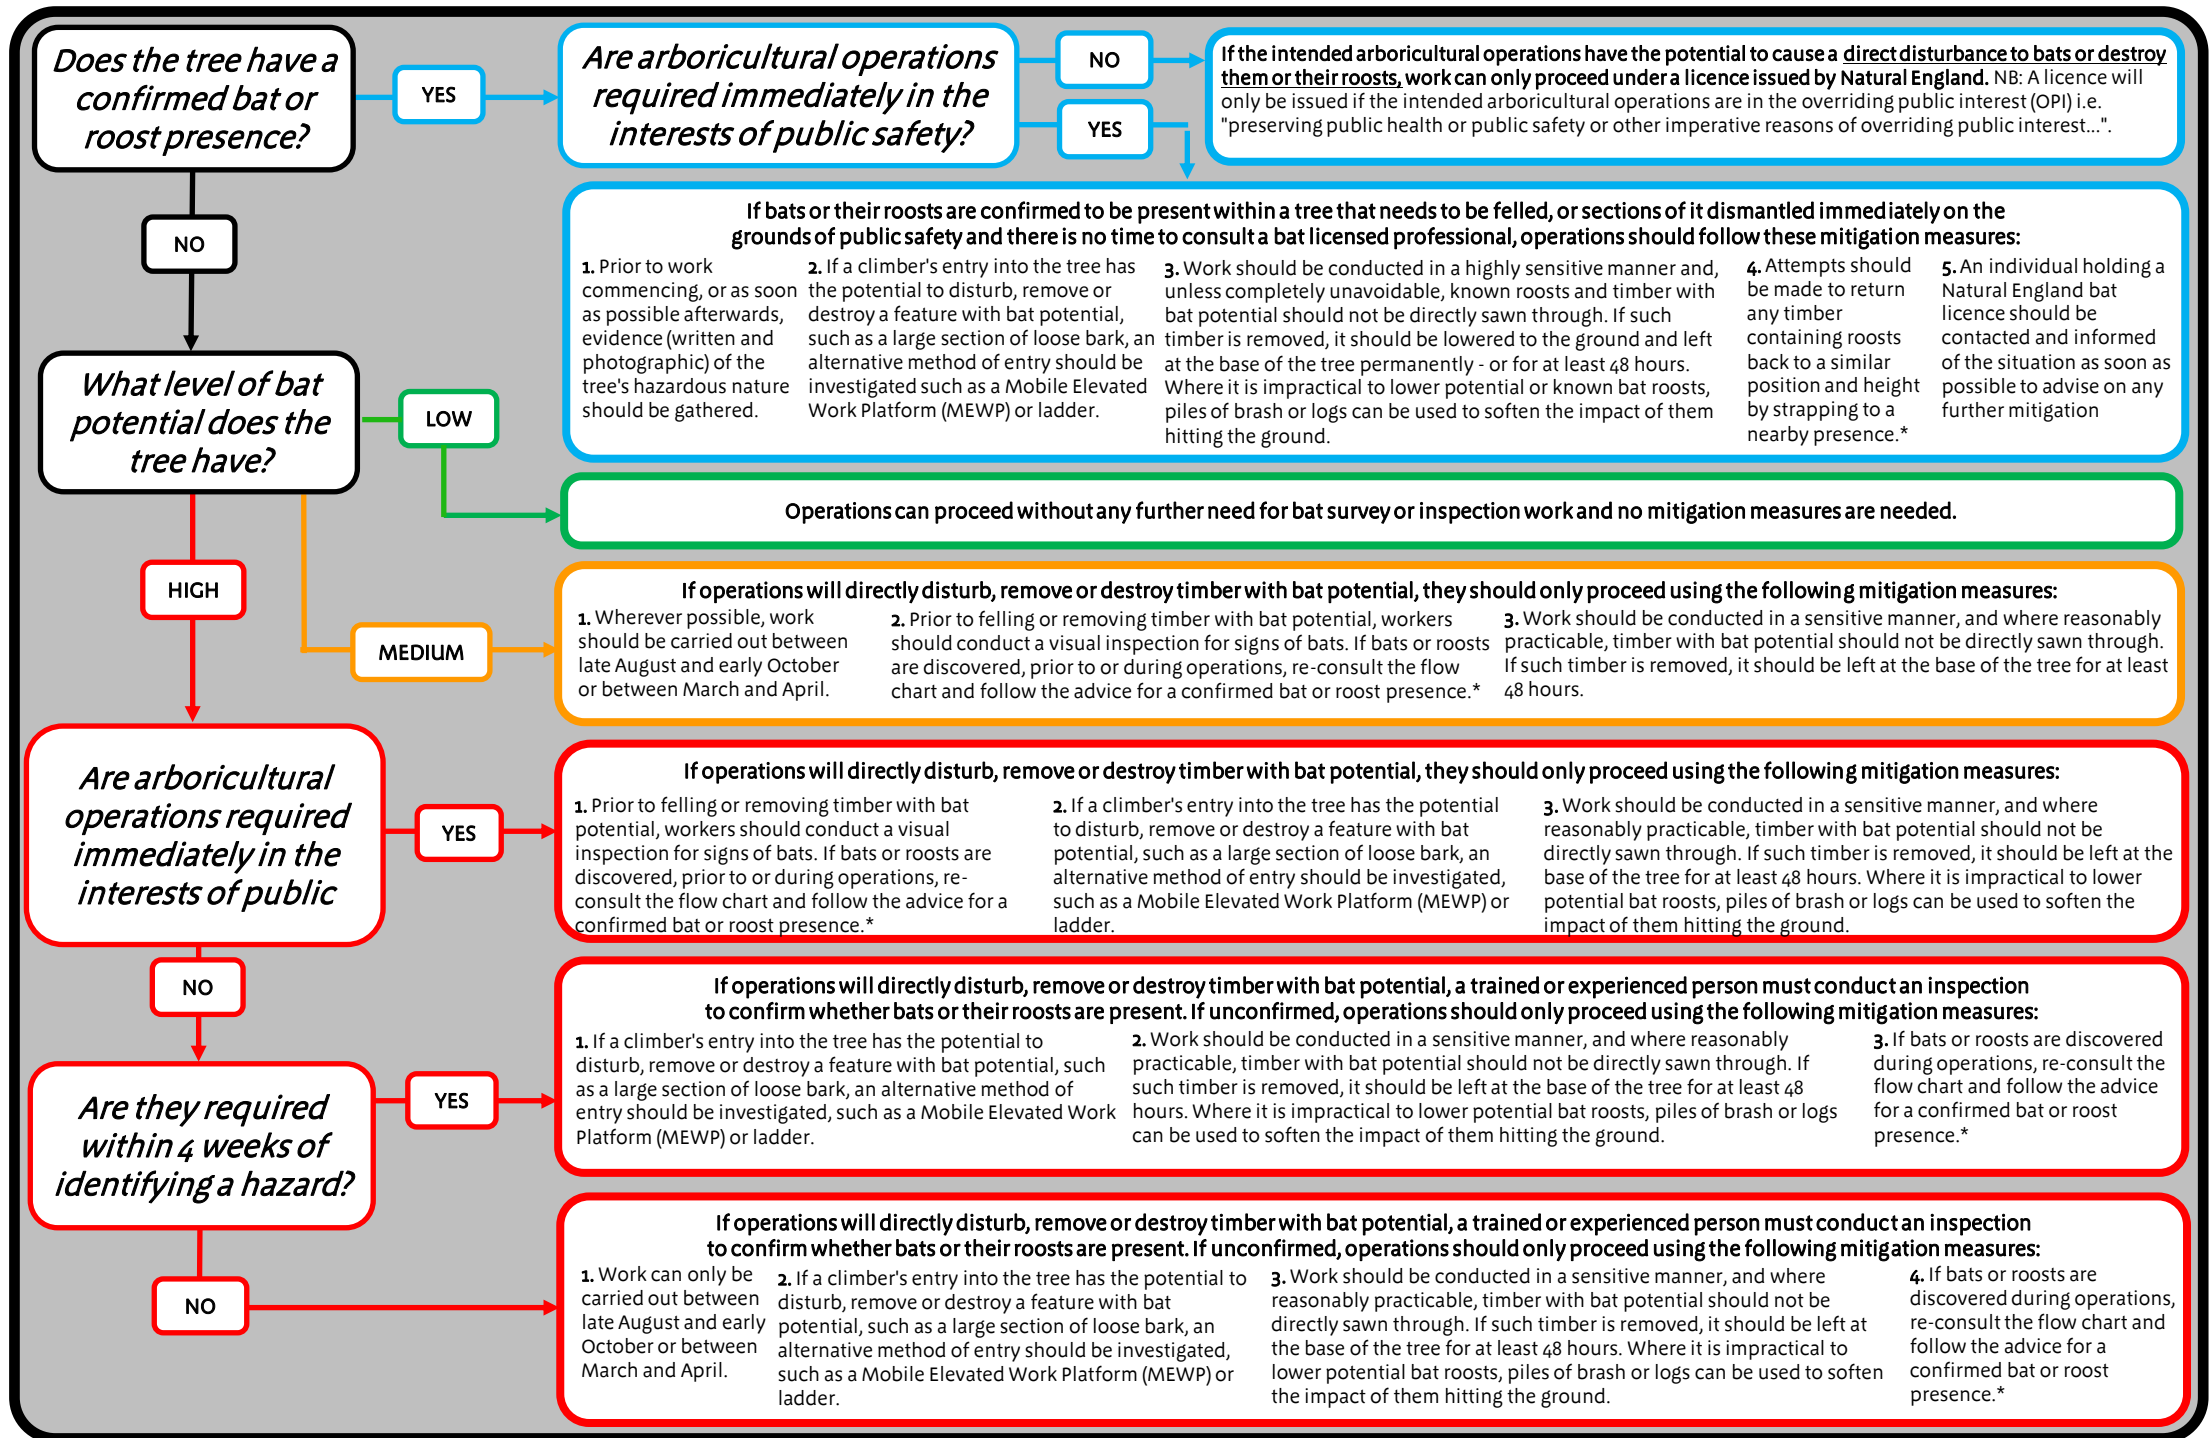 Does the tree have a
confirmed bat or
roost presence?
YES
Are arboricultural operations
required immediately in the
interests of public safety?
NO
YES
If the intended arboricultural operations have the potential to cause a direct disturbance to bats or destroy
them or their roosts, work can only proceed under a licence issued by Natural England. NB: A licence will
only be issued if the intended arboricultural operations are in the overriding public interest (OPI) i.e.
"preserving public health or public safety or other imperative reasons of overriding public interest...".
If bats or their roosts are confirmed to be present within a tree that needs to be felled, or sections of it dismantled immediately on the
grounds of public safety and there is no time to consult a bat licensed professional, operations should follow these mitigation measures:
1. Prior to work
commencing, or as soon
as possible afterwards,
evidence (written and
photographic) of the
tree's hazardous nature
should be gathered.
2. If a climber's entry into the tree has
the potential to disturb, remove or
destroy a feature with bat potential,
such as a large section of loose bark, an
alternative method of entry should be
investigated such as a Mobile Elevated
Work Platform (MEWP) or ladder.
3. Work should be conducted in a highly sensitive manner and,
unless completely unavoidable, known roosts and timber with
bat potential should not be directly sawn through. If such
timber is removed, it should be lowered to the ground and left
at the base of the tree permanently - or for at least 48 hours.
Where it is impractical to lower potential or known bat roosts,
piles of brash or logs can be used to soften the impact of them
hitting the ground.
4. Attempts should
be made to return
any timber
containing roosts
back to a similar
position and height
by strapping to a
nearby presence.*
5. An individual holding a
Natural England bat
licence should be
contacted and informed
of the situation as soon as
possible to advise on any
further mitigation
NO
What level of bat
potential does the
tree have?
LOW
Operations can proceed without any further need for bat survey or inspection work and no mitigation measures are needed.
HIGH
MEDIUM
If operations will directly disturb, remove or destroy timber with bat potential, they should only proceed using the following mitigation measures:
1. Wherever possible, work
should be carried out between
late August and early October
or between March and April.
2. Prior to felling or removing timber with bat potential, workers
should conduct a visual inspection for signs of bats. If bats or roosts
are discovered, prior to or during operations, re-consult the flow
chart and follow the advice for a confirmed bat or roost presence.*
3. Work should be conducted in a sensitive manner, and where reasonably
practicable, timber with bat potential should not be directly sawn through.
If such timber is removed, it should be left at the base of the tree for at least
48 hours.
Are arboricultural
operations required
immediately in the
interests of public
YES
If operations will directly disturb, remove or destroy timber with bat potential, they should only proceed using the following mitigation measures:
1. Prior to felling or removing timber with bat
potential, workers should conduct a visual
inspection for signs of bats. If bats or roosts are
discovered, prior to or during operations, re-
consult the flow chart and follow the advice for a
confirmed bat or roost presence.*
2. If a climber's entry into the tree has the potential
to disturb, remove or destroy a feature with bat
potential, such as a large section of loose bark, an
alternative method of entry should be investigated,
such as a Mobile Elevated Work Platform (MEWP) or
ladder.
3. Work should be conducted in a sensitive manner, and where
reasonably practicable, timber with bat potential should not be
directly sawn through. If such timber is removed, it should be left at the
base of the tree for at least 48 hours. Where it is impractical to lower
potential bat roosts, piles of brash or logs can be used to soften the
impact of them hitting the ground.
NO
Are they required
within 4 weeks of
identifying a hazard?
YES
If operations will directly disturb, remove or destroy timber with bat potential, a trained or experienced person must conduct an inspection
to confirm whether bats or their roosts are present. If unconfirmed, operations should only proceed using the following mitigation measures:
1. If a climber's entry into the tree has the potential to
disturb, remove or destroy a feature with bat potential, such
as a large section of loose bark, an alternative method of
entry should be investigated, such as a Mobile Elevated Work
Platform (MEWP) or ladder.
2. Work should be conducted in a sensitive manner, and where reasonably
practicable, timber with bat potential should not be directly sawn through. If
such timber is removed, it should be left at the base of the tree for at least 48
hours. Where it is impractical to lower potential bat roosts, piles of brash or logs
can be used to soften the impact of them hitting the ground.
3. If bats or roosts are discovered
during operations, re-consult the
flow chart and follow the advice
for a confirmed bat or roost
presence.*
NO
If operations will directly disturb, remove or destroy timber with bat potential, a trained or experienced person must conduct an inspection
to confirm whether bats or their roosts are present. If unconfirmed, operations should only proceed using the following mitigation measures:
1. Work can only be
carried out between
late August and early
October or between
March and April.
2. If a climber's entry into the tree has the potential to
disturb, remove or destroy a feature with bat
potential, such as a large section of loose bark, an
alternative method of entry should be investigated,
such as a Mobile Elevated Work Platform (MEWP) or
ladder.
3. Work should be conducted in a sensitive manner, and where
reasonably practicable, timber with bat potential should not be
directly sawn through. If such timber is removed, it should be left at
the base of the tree for at least 48 hours. Where it is impractical to
lower potential bat roosts, piles of brash or logs can be used to soften
the impact of them hitting the ground.
4. If bats or roosts are
discovered during operations,
re-consult the flow chart and
follow the advice for a
confirmed bat or roost
presence.*